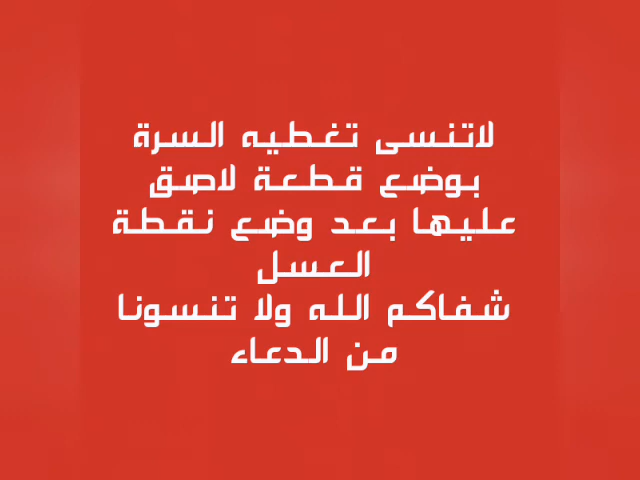 لاتنسى تغطيه السرة
بوضع قطعة لاصق
عليها بعد وضع نقطة
العسل
شفاكم الله ولا تنسونا
من الدعاء